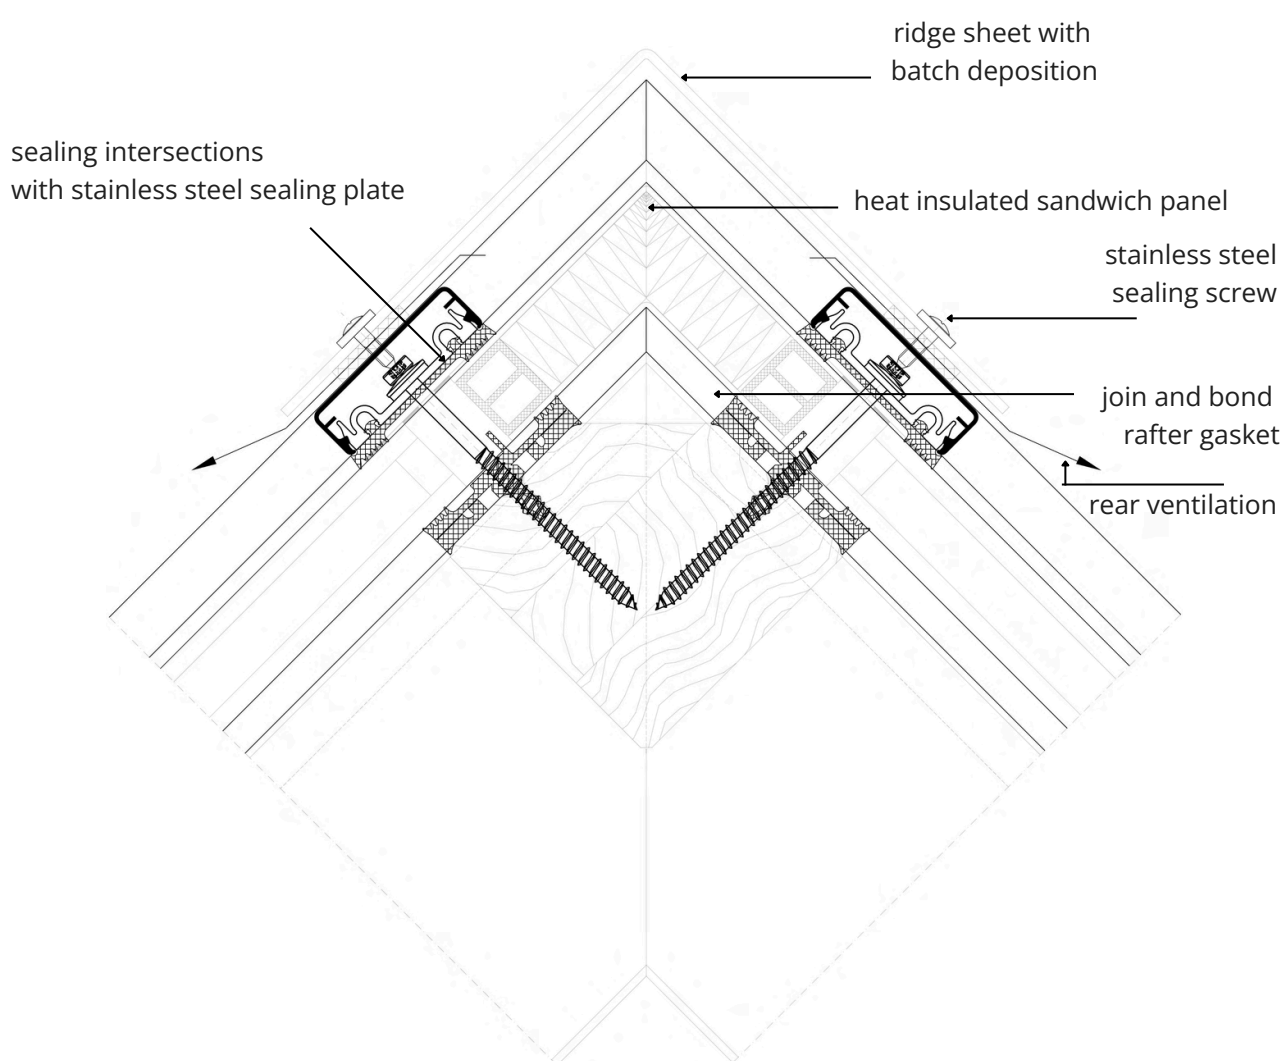 ridge sheet with
batch deposition
sealing intersections
with stainless steel sealing plate
heat insulated sandwich panel
stainless steel
sealing screw
join and bond
rafter gasket
rear ventilation